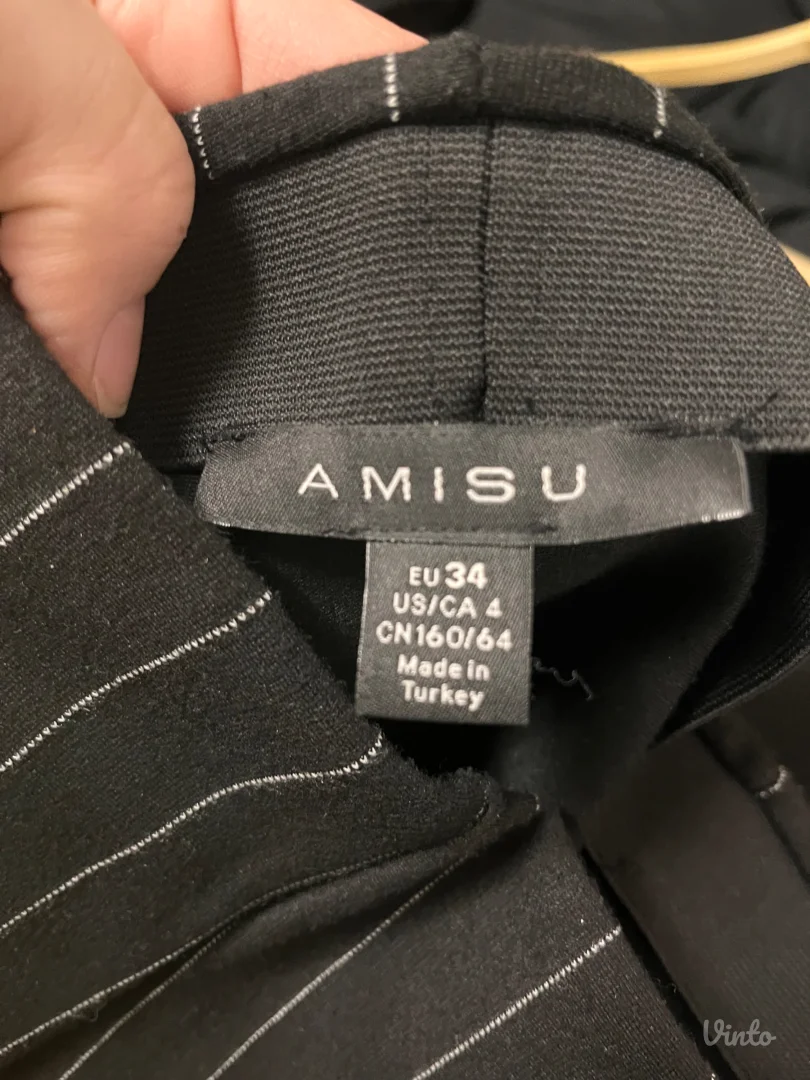 AMISU
EU 34
US/CA 4
CN160/64
Made in
Turkey
Vinto